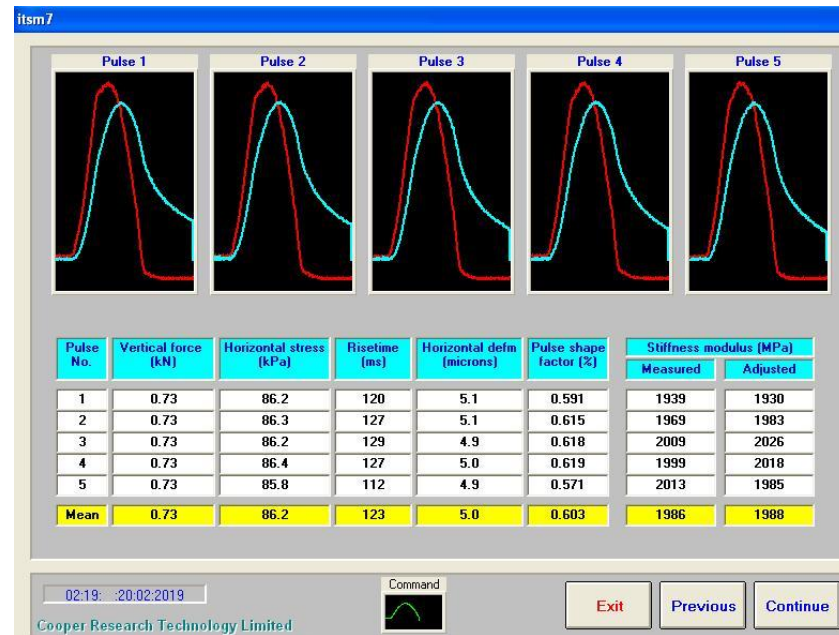 itsm7
Pulse 1 Pulse 2 Pulse 3 Pulse 4 Pulse 5
Pulse No. Vertical force (kN) Horizontal stress (kPa) Risetime (ms) Horizontal defm (microns) Pulse shape factor (%) Stiffness modulus (MPa)
Measured Adjusted
1 0.73 86.2 120 5.1 0.591 1939 1930
2 0.73 86.3 127 5.1 0.615 1969 1983
3 0.73 86.2 129 4.9 0.618 2009 2026
4 0.73 86.4 127 5.0 0.619 1999 2018
5 0.73 85.8 112 4.9 0.571 2013 1985
Mean 0.73 86.2 123 5.0 0.603 1986 1988
02:19: :20:02:2019
Command
Exit Previous Continue
Cooper Research Technology Limited